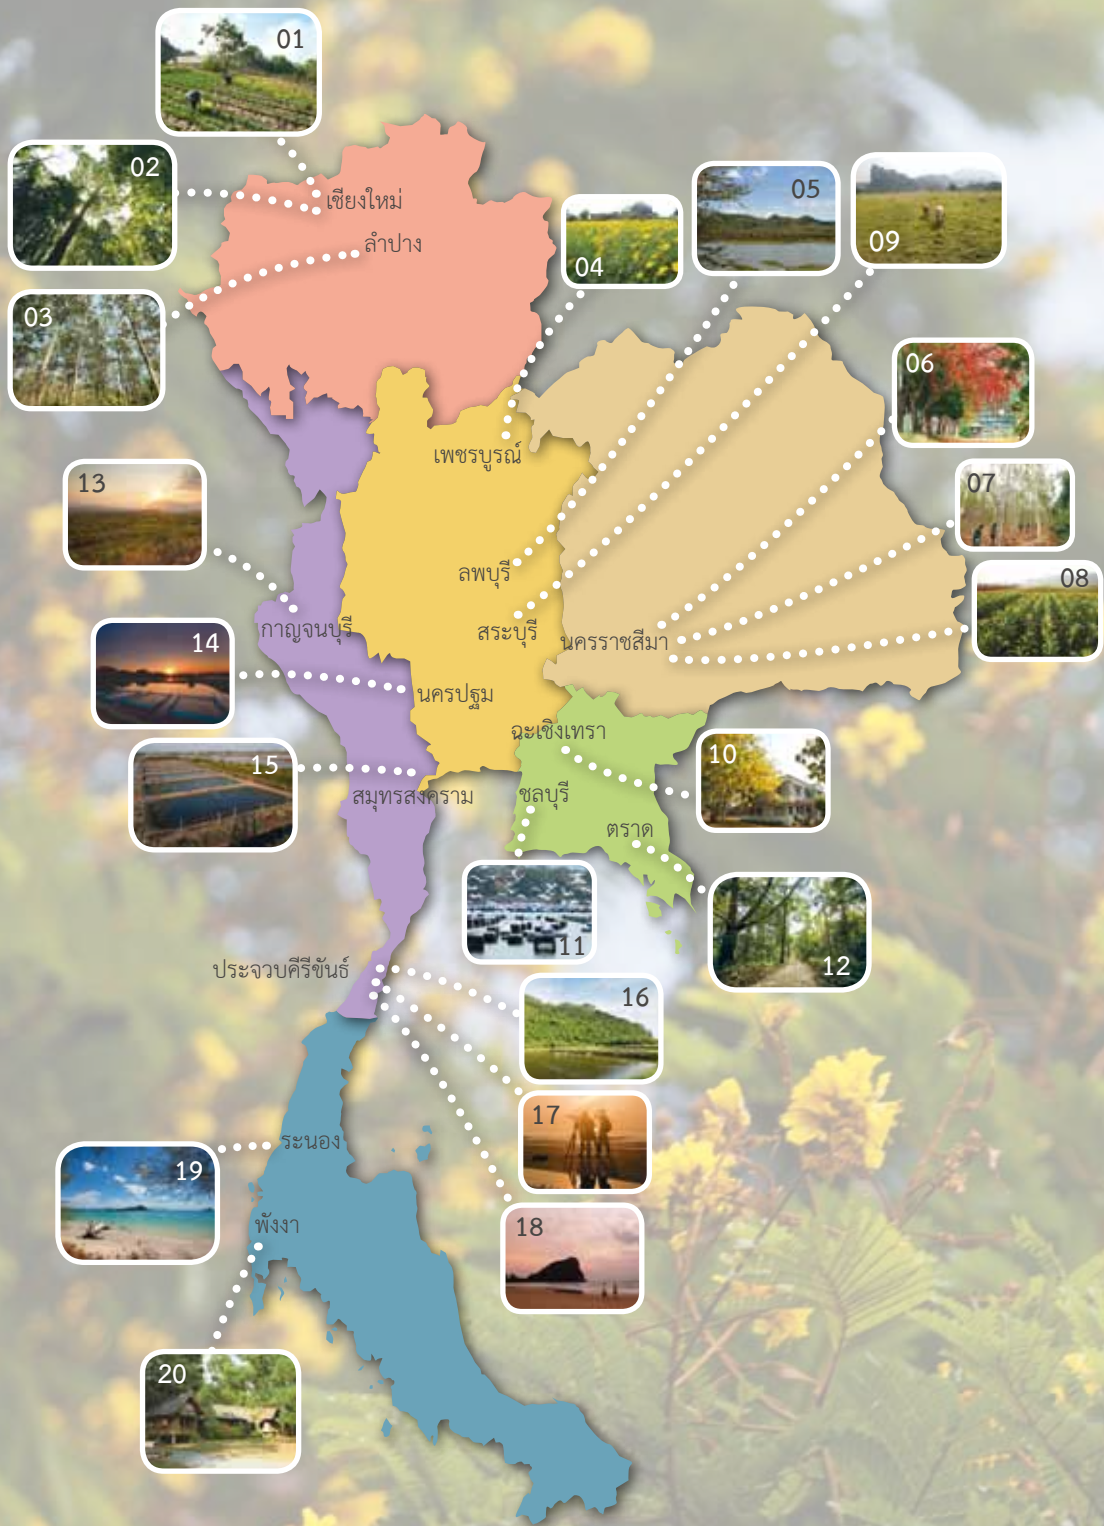 01
02
03
04
05
09
06
07
08
13
14
15
10
11
12
16
17
18
19
20
เชียงใหม่
ลำปาง
เพชรบูรณ์
ลพบุรี
สระบุรี
นครราชสีมา
กาญจนบุรี
นครปฐม
ฉะเชิงเทรา
สมุทรสงคราม
ชลบุรี
ตราด
ประจวบคีรีขันธ์
ระนอง
พังงา